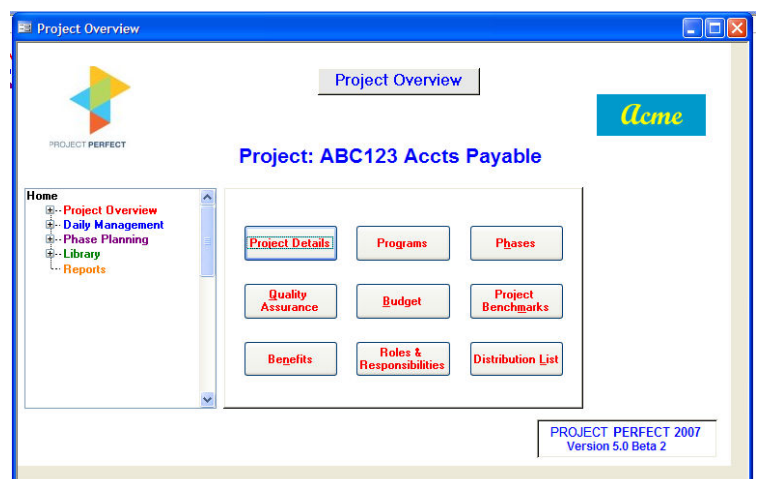 Project Overview
Project Overview
PROJECT PERFECT
Acme
Project: ABC123 Accts Payable
Home
Project Overview
Daily Management
Phase Planning
Library
Reports
Project Details
Programs
Phases
Quality
Assurance
Budget
Project
Benchmarks
Benefits
Roles &
Responsibilities
Distribution List
PROJECT PERFECT 2007
Version 5.0 Beta 2